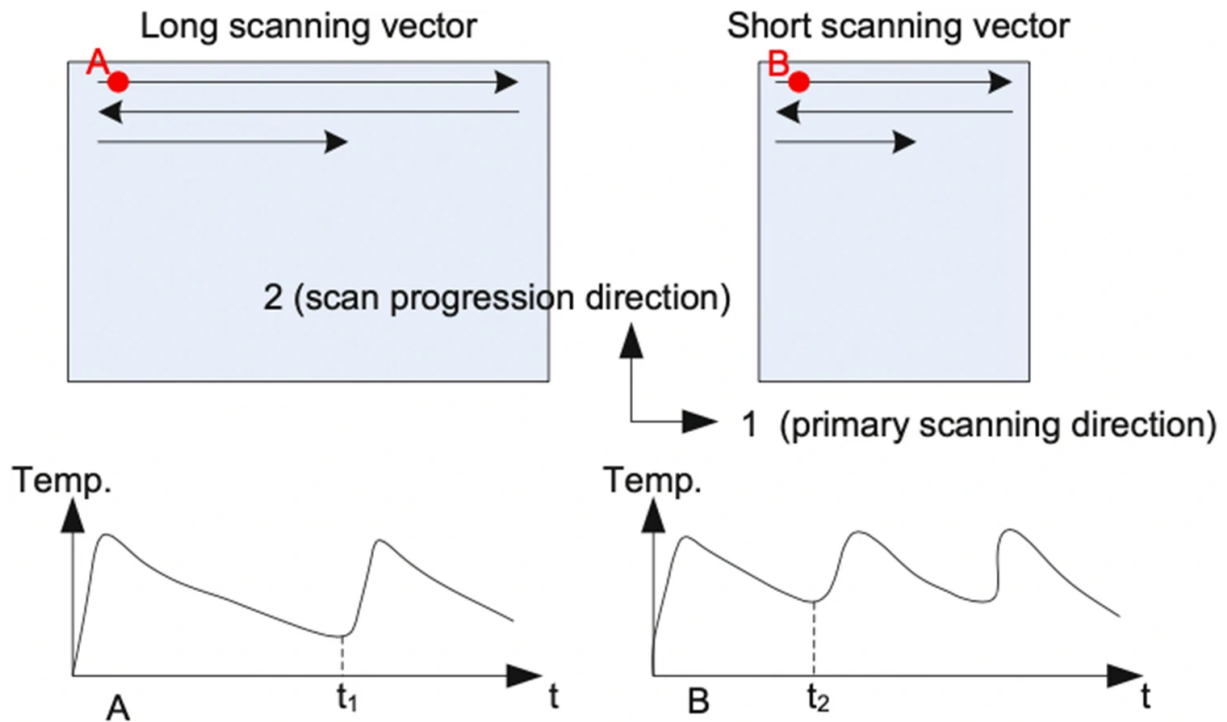 Long scanning vector
Short scanning vector
A
B
2 (scan progression direction)
1 (primary scanning direction)
Temp.
Temp.
A
t₁
t
B
t₂
t